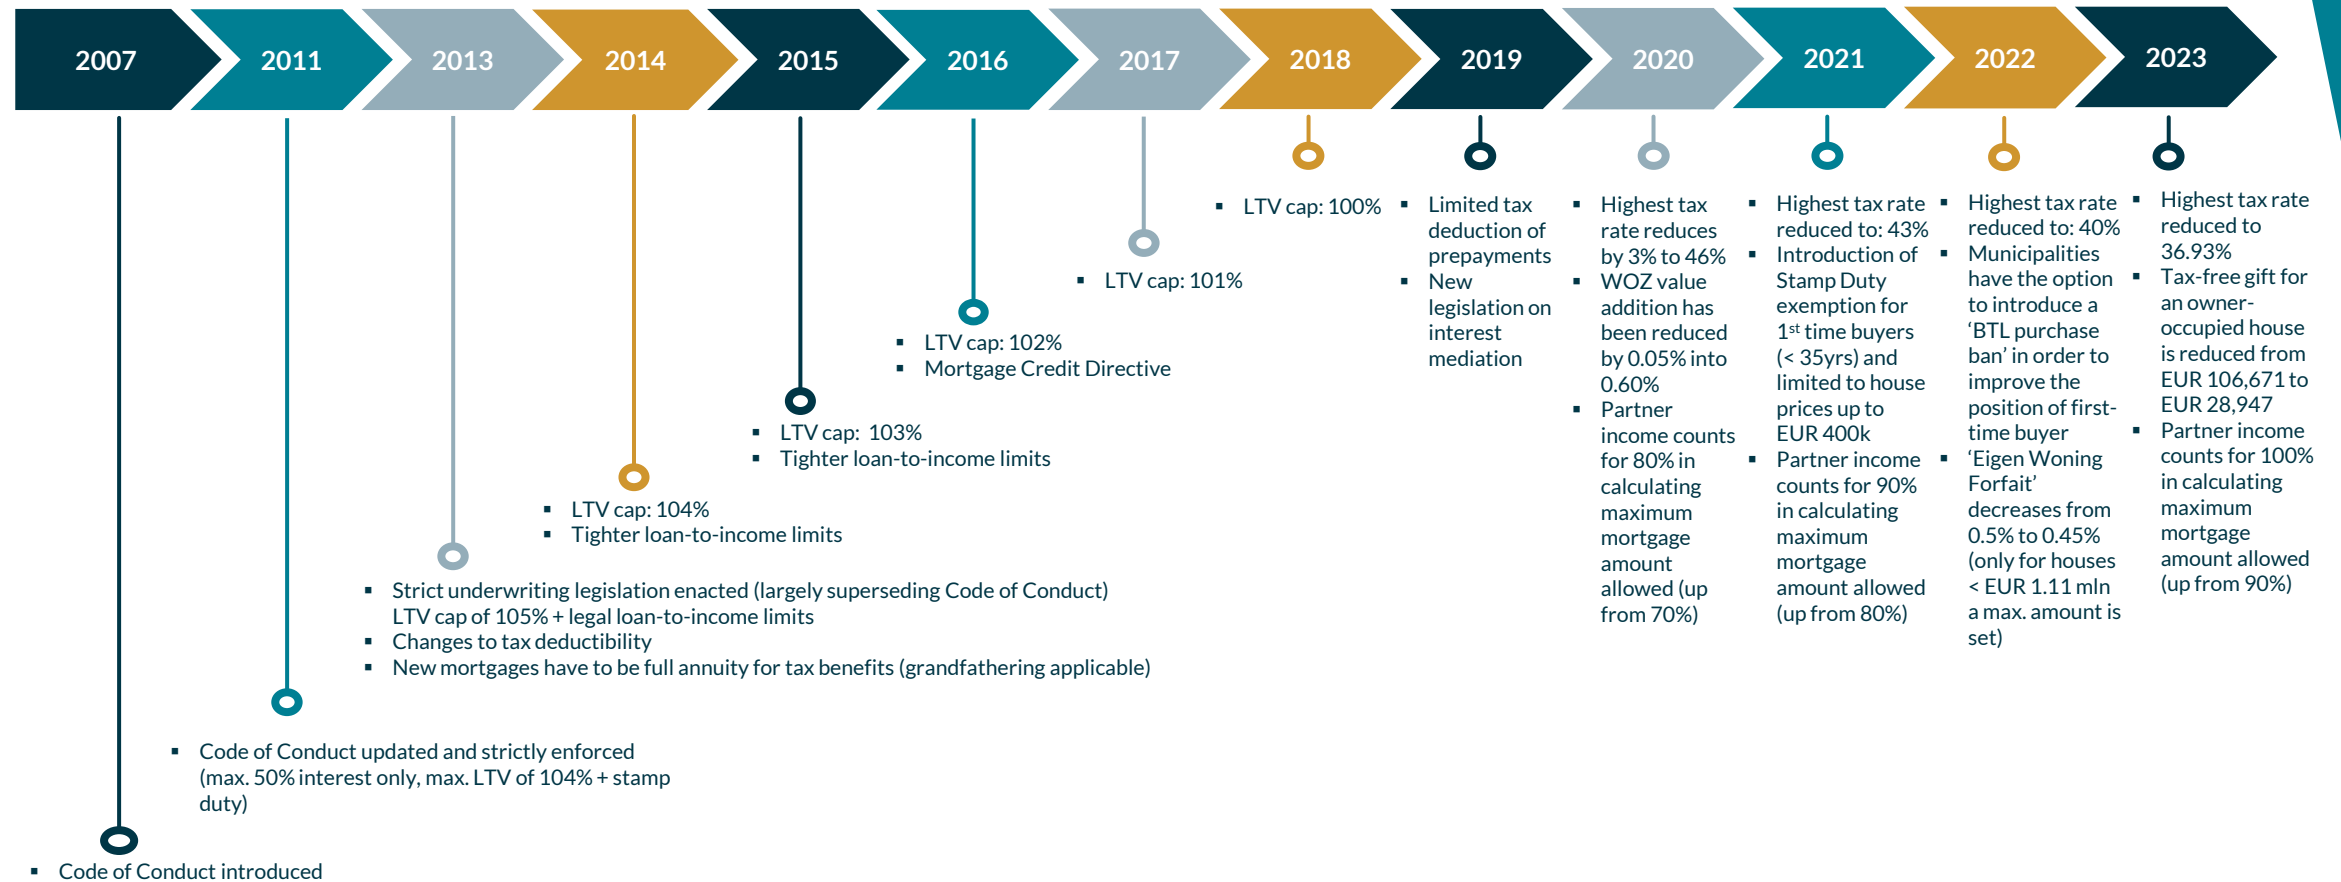 2007
2011
2013
2014
2015
2016
2017
2018
2019
2020
2021
2022
2023
▪ Code of Conduct introduced
▪ Code of Conduct updated and strictly enforced
(max. 50% interest only, max. LTV of 104% + stamp
duty)
▪ Strict underwriting legislation enacted (largely superseding Code of Conduct)
LTV cap of 105% + legal loan-to-income limits
▪ Changes to tax deductibility
▪ New mortgages have to be full annuity for tax benefits (grandfathering applicable)
▪ LTV cap: 104%
▪ Tighter loan-to-income limits
▪ LTV cap: 103%
▪ Tighter loan-to-income limits
▪ LTV cap: 102%
▪ Mortgage Credit Directive
▪ LTV cap: 101%
▪ LTV cap: 100%
▪ Limited tax
deduction of
prepayments
▪ New
legislation on
interest
mediation
▪ Highest tax
rate reduces
by 3% to 46%
▪ WOZ value
addition has
been reduced
by 0.05% into
0.60%
▪ Partner
income counts
for 80% in
calculating
maximum
mortgage
amount
allowed (up
from 70%)
▪ Highest tax rate
reduced to: 43%
▪ Introduction of
Stamp Duty
exemption for
1st time buyers
(< 35yrs) and
limited to house
prices up to
EUR 400k
▪ Partner income
counts for 90%
in calculating
maximum
mortgage
amount allowed
(up from 80%)
▪ Highest tax rate
reduced to: 40%
▪ Municipalities
have the option
to introduce a
‘BTL purchase
ban’ in order to
improve the
position of first-
time buyer
▪ ‘Eigen Woning
Forfait’
decreases from
0.5% to 0.45%
(only for houses
< EUR 1.11 mln
a max. amount is
set)
▪ Highest tax rate
reduced to
36.93%
▪ Tax-free gift for
an owner-
occupied house
is reduced from
EUR 106,671 to
EUR 28,947
▪ Partner income
counts for 100%
in calculating
maximum
mortgage
amount allowed
(up from 90%)